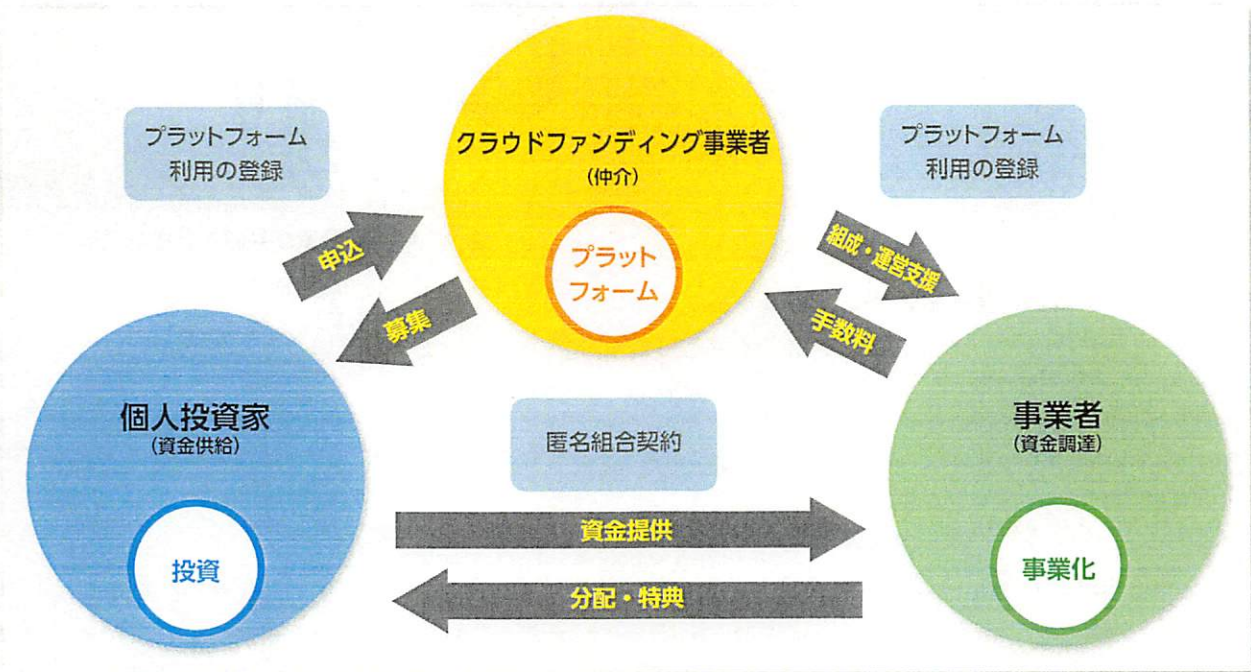 クラウドファンディング事業者
(仲介)
プラット
フォーム
プラットフォーム
利用の登録
プラットフォーム
利用の登録
申込
募集
組成・運営支援
手数料
個人投資家
(資金供給)
投資
匿名組合契約
事業者
(資金調達)
事業化
資金提供
分配・特典